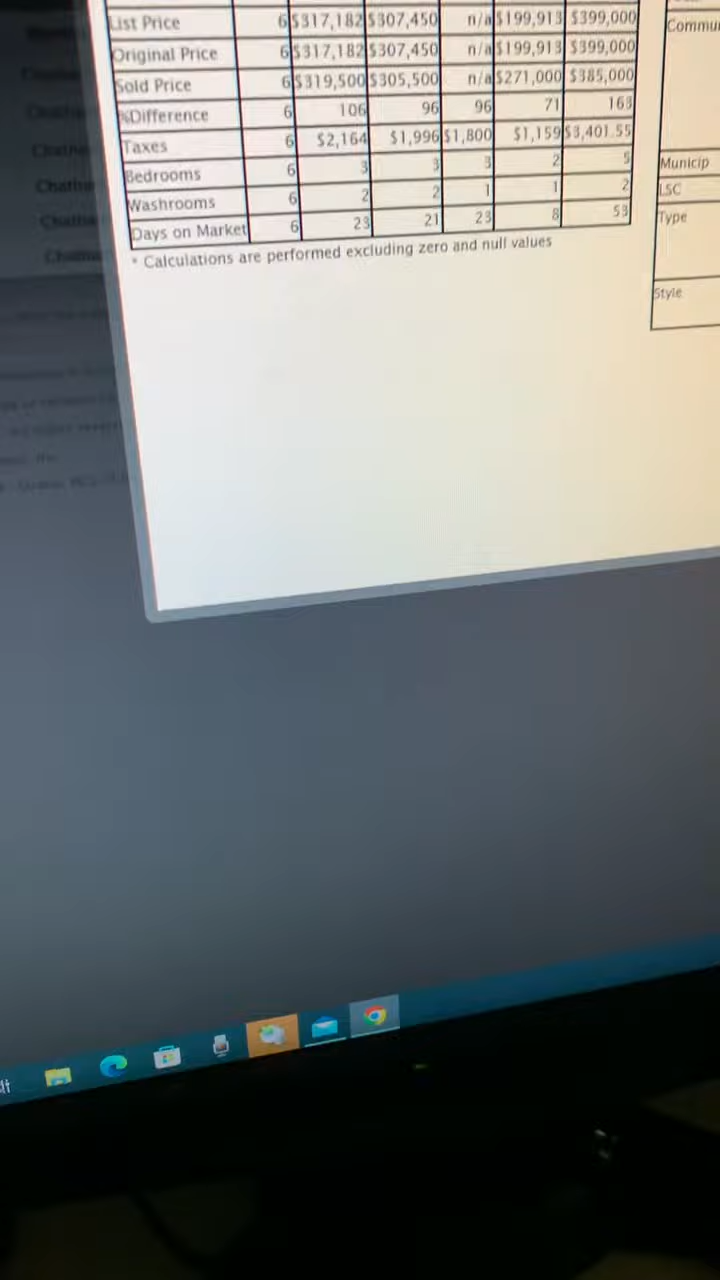 List Price 6 $317,182 $307,450 n/a $199,913 $399,000
Original Price 6 $317,182 $307,450 n/a $199,913 $399,000
Sold Price 6 $319,500 $305,500 n/a $271,000 $385,000
%Difference 6 106 96 96 71 163
Taxes 6 $2,164 $1,996 $1,800 $1,159 $3,401.55
Bedrooms 6 3 3 3 2 5
Washrooms 6 2 2 1 1 2
Days on Market 6 23 21 23 8 53
* Calculations are performed excluding zero and null values
Commu
Municip
LSC
Type
Style